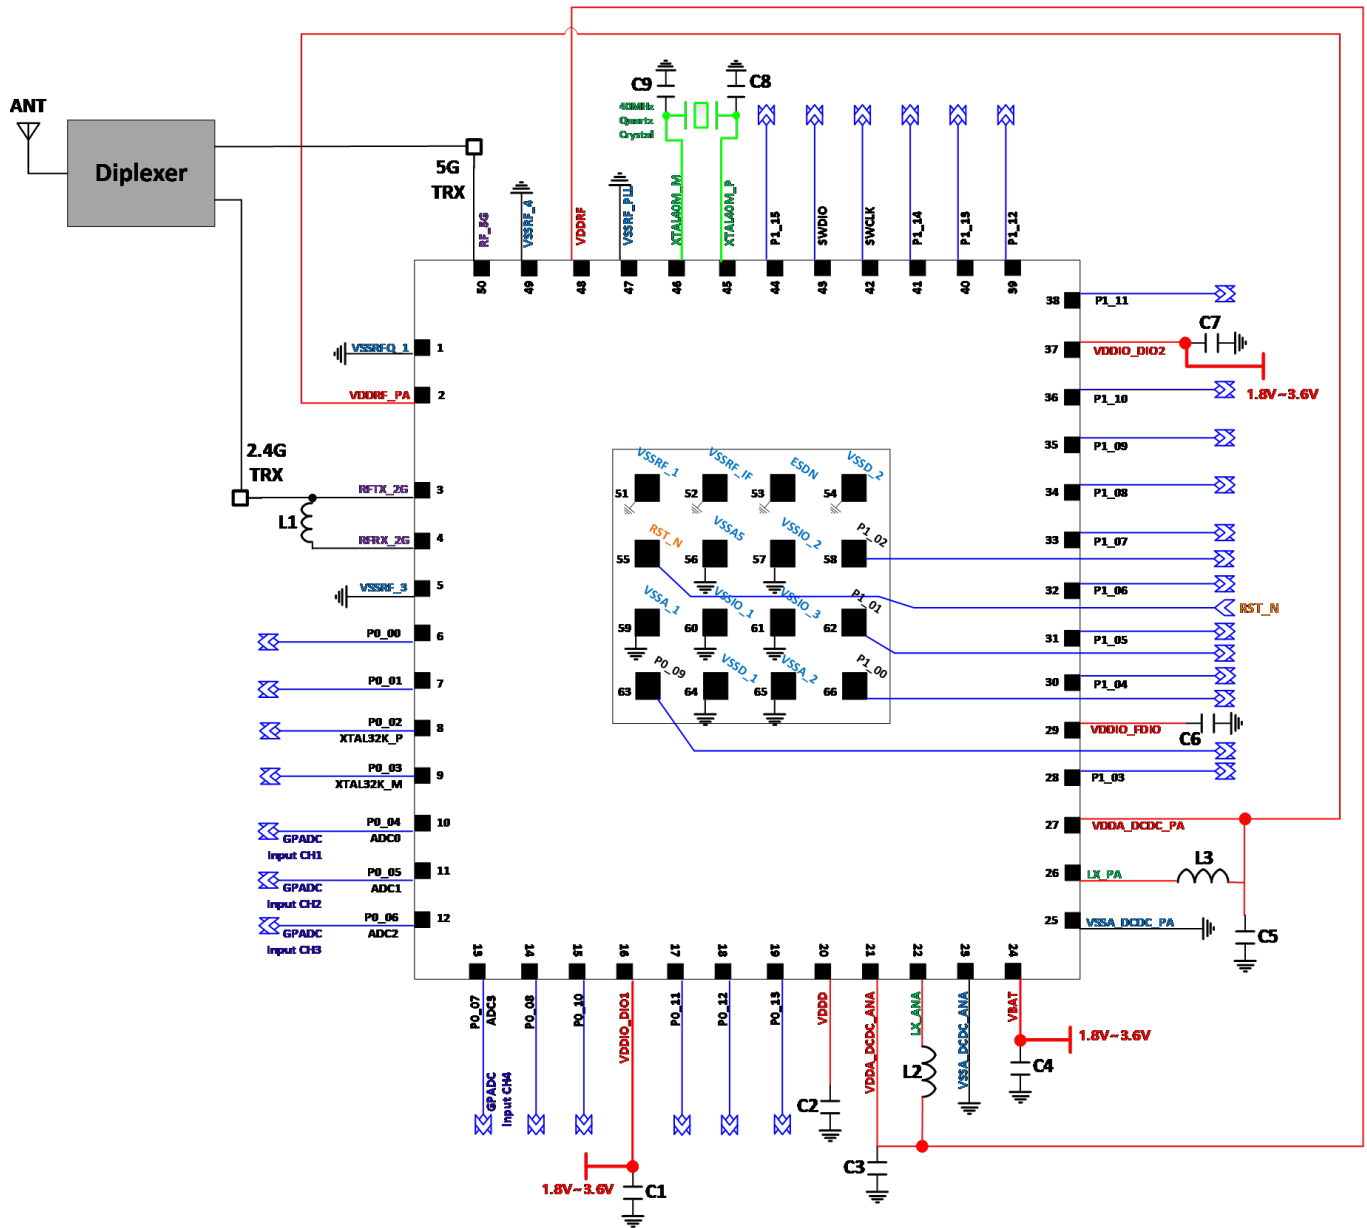 ANT
Diplexer
5G
TRX
2.4G
TRX
L1
C9
C8
40MHz
Quartz
Crystal
RF_5G
VSSRF_4
VDDRF
VSSRF_PLL
XTAL40M_M
XTAL40M_P
P1_15
SWDIO
SWCLK
P1_14
P1_13
P1_12
50
49
48
47
46
45
44
43
42
41
40
39
VSSRFQ_1
1
VDDRF_PA
2
RFTX_2G
3
RFRX_2G
4
VSSRF_3
5
P0_00
6
P0_01
7
P0_02
XTAL32K_P
8
P0_03
XTAL32K_M
9
P0_04
ADC0
10
GPADC
Input CH1
P0_05
ADC1
11
GPADC
Input CH2
P0_06
ADC2
12
GPADC
Input CH3
VSSRF_1
51
VSSRF_IF
52
ESDN
53
VSSD_2
54
RST_N
55
VSSA5
56
VSSIO_2
57
P1_02
58
VSSA_1
59
VSSIO_1
60
VSSIO_3
61
P1_01
62
P0_09
63
VSSD_1
64
VSSA_2
65
P1_00
66
38
P1_11
37
VDDIO_DIO2
C7
1.8V~3.6V
36
P1_10
35
P1_09
34
P1_08
33
P1_07
32
P1_06
RST_N
31
P1_05
30
P1_04
29
VDDIO_FDIO
C6
28
P1_03
27
VDDA_DCDC_PA
26
LX_PA
L3
25
VSSA_DCDC_PA
C5
13
14
15
16
17
18
19
20
21
22
23
24
P0_07
ADC3
GPADC
Input CH4
P0_08
P0_10
VDDIO_DIO1
P0_11
P0_12
P0_13
VDDD
VDDA_DCDC_ANA
LX_ANA
VSSA_DCDC_ANA
VBAT
1.8V~3.6V
C4
L2
C2
C3
1.8V~3.6V
C1